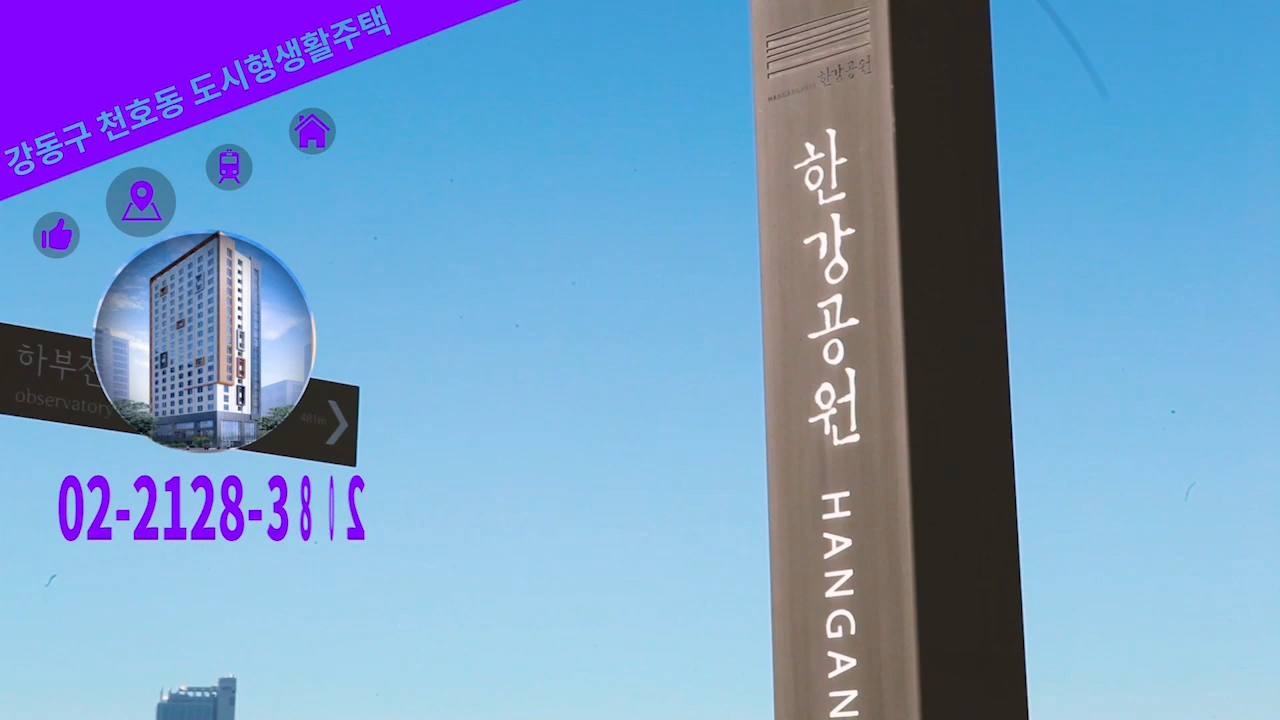 강동구 천호동 도시형생활주택
한강공원
한강공원 HANGAN
하부전
observatory
481m
02-2128-3812